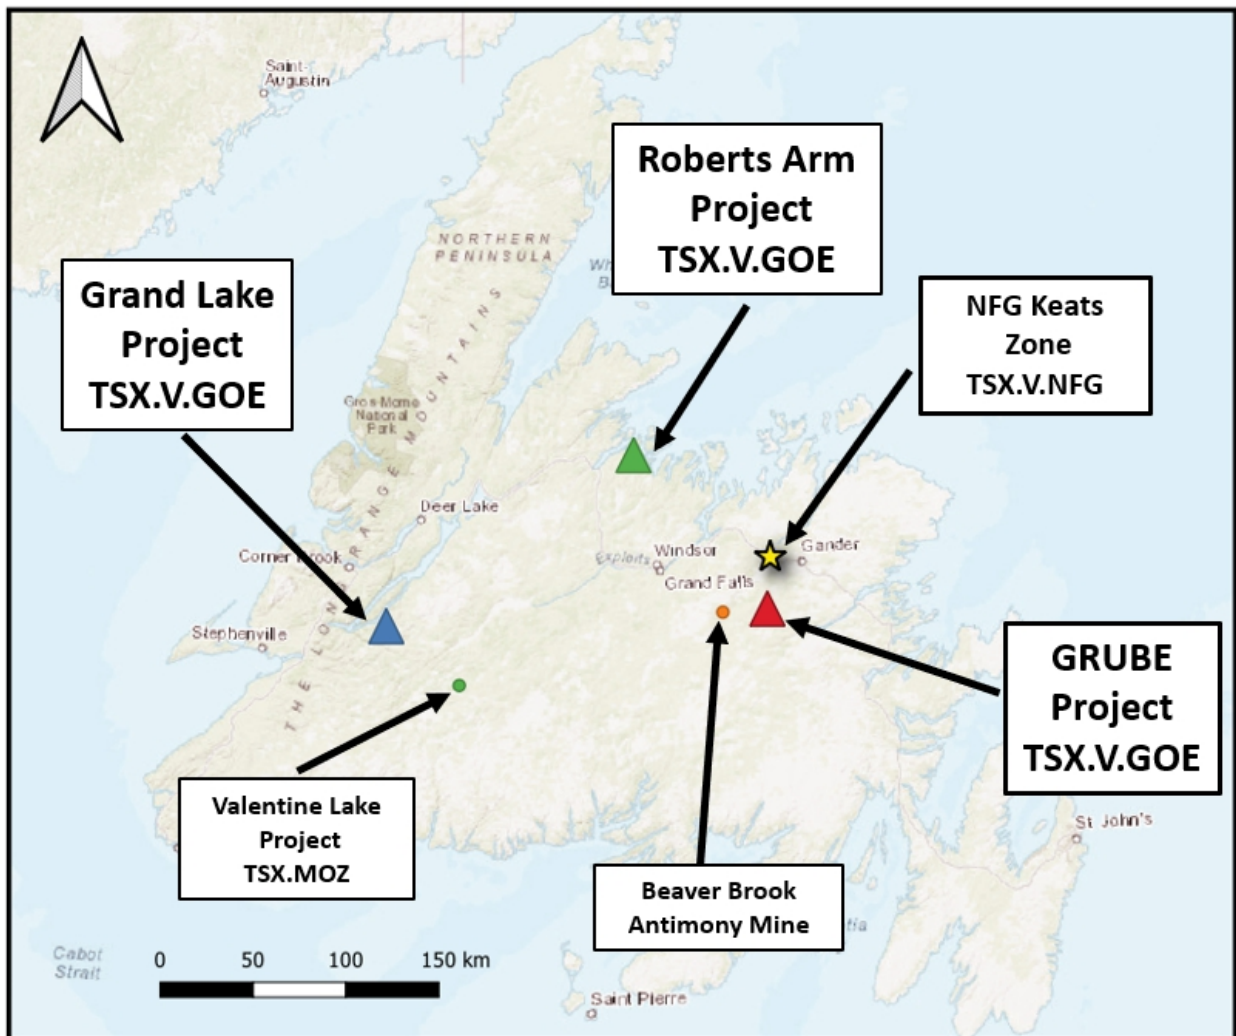 Saint-
Augustin
Roberts Arm
Project
TSX.V.GOE
NORTHERN
PENINSULA
Grand Lake
Project
TSX.V.GOE
NFG Keats
Zone
TSX.V.NFG
Gros Morne
National
Park
THE LONG RANGE MOUNTAINS
Deer Lake
Corner Brook
Exploits
Windsor
Grand Falls
Gander
Stephenville
GRUBE
Project
TSX.V.GOE
Valentine Lake
Project
TSX.MOZ
St John's
Beaver Brook
Antimony Mine
Cabot
Strait
0 50 100 150 km
Saint Pierre